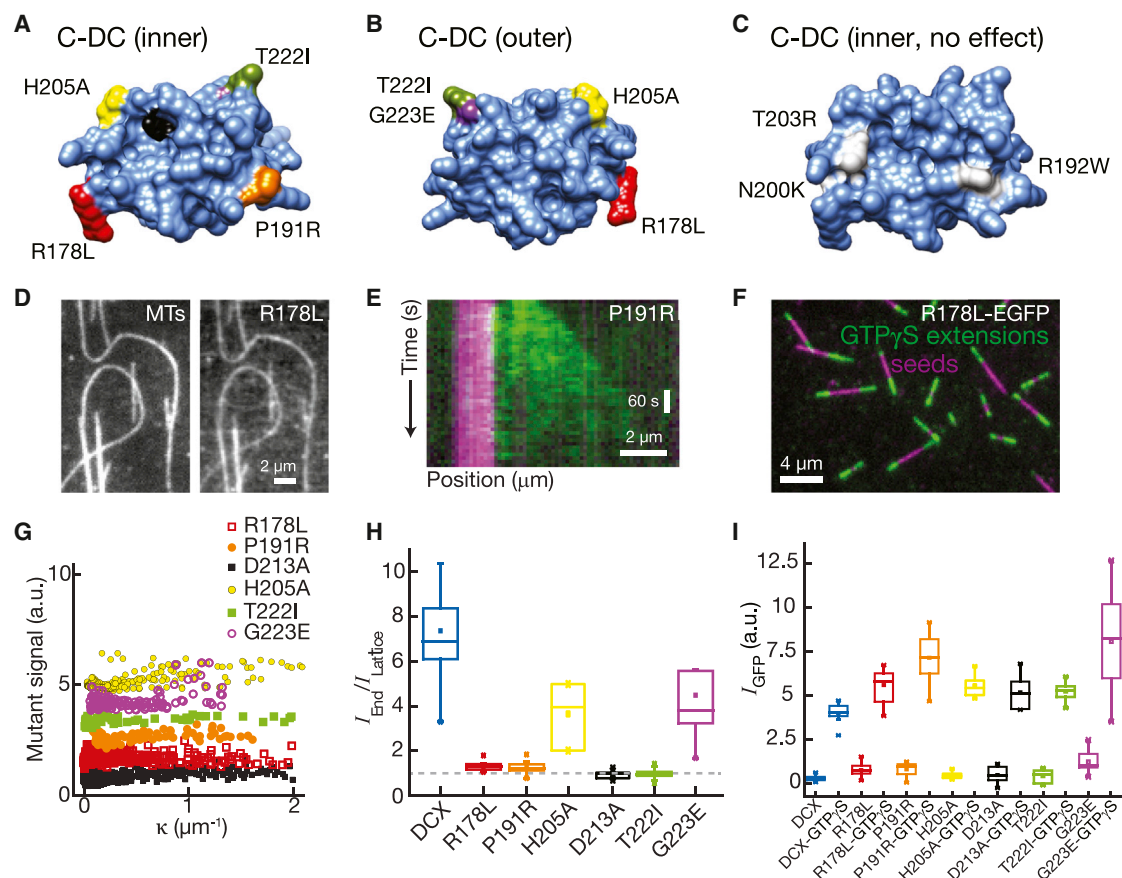 A
C-DC (inner)
T222I
H205A
R178L
P191R
B
C-DC (outer)
T222I
G223E
H205A
R178L
C
C-DC (inner, no effect)
T203R
N200K
R192W
D
MTs
R178L
2 µm
E
Time (s)
P191R
60 s
2 µm
Position (µm)
F
R178L-EGFP
GTPγS extensions
seeds
4 µm
G
R178L
P191R
D213A
H205A
T222I
G223E
Mutant signal (a.u.)
10
5
0
0
1
2
κ (µm⁻¹)
H
I_End/I_Lattice
10
8
6
4
2
0
DCX
R178L
P191R
H205A
D213A
T222I
G223E
I
I_GFP (a.u.)
12.5
10
7.5
5
2.5
0
DCX
DCX-GTPγS
R178L
R178L-GTPγS
P191R
P191R-GTPγS
H205A
H205A-GTPγS
D213A
D213A-GTPγS
T222I
T222I-GTPγS
G223E
G223E-GTPγS